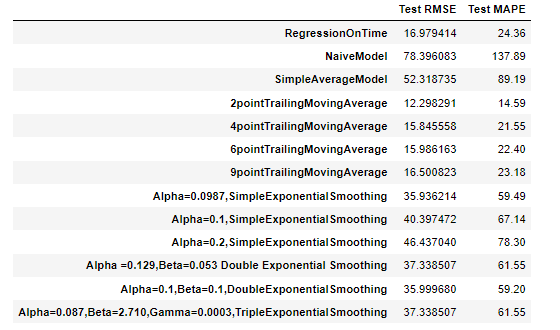 Test RMSE Test MAPE
RegressionOnTime 16.979414 24.36
NaiveModel 78.396083 137.89
SimpleAverageModel 52.318735 89.19
2pointTrailingMovingAverage 12.298291 14.59
4pointTrailingMovingAverage 15.845558 21.55
6pointTrailingMovingAverage 15.986163 22.40
9pointTrailingMovingAverage 16.500823 23.18
Alpha=0.0987,SimpleExponentialSmoothing 35.936214 59.49
Alpha=0.1,SimpleExponentialSmoothing 40.397472 67.14
Alpha=0.2,SimpleExponentialSmoothing 46.437040 78.30
Alpha =0.129,Beta=0.053 Double Exponential Smoothing 37.338507 61.55
Alpha=0.1,Beta=0.1,DoubleExponentialSmoothing 35.999680 59.20
Alpha=0.087,Beta=2.710,Gamma=0.0003,TripleExponentialSmoothing 37.338507 61.55